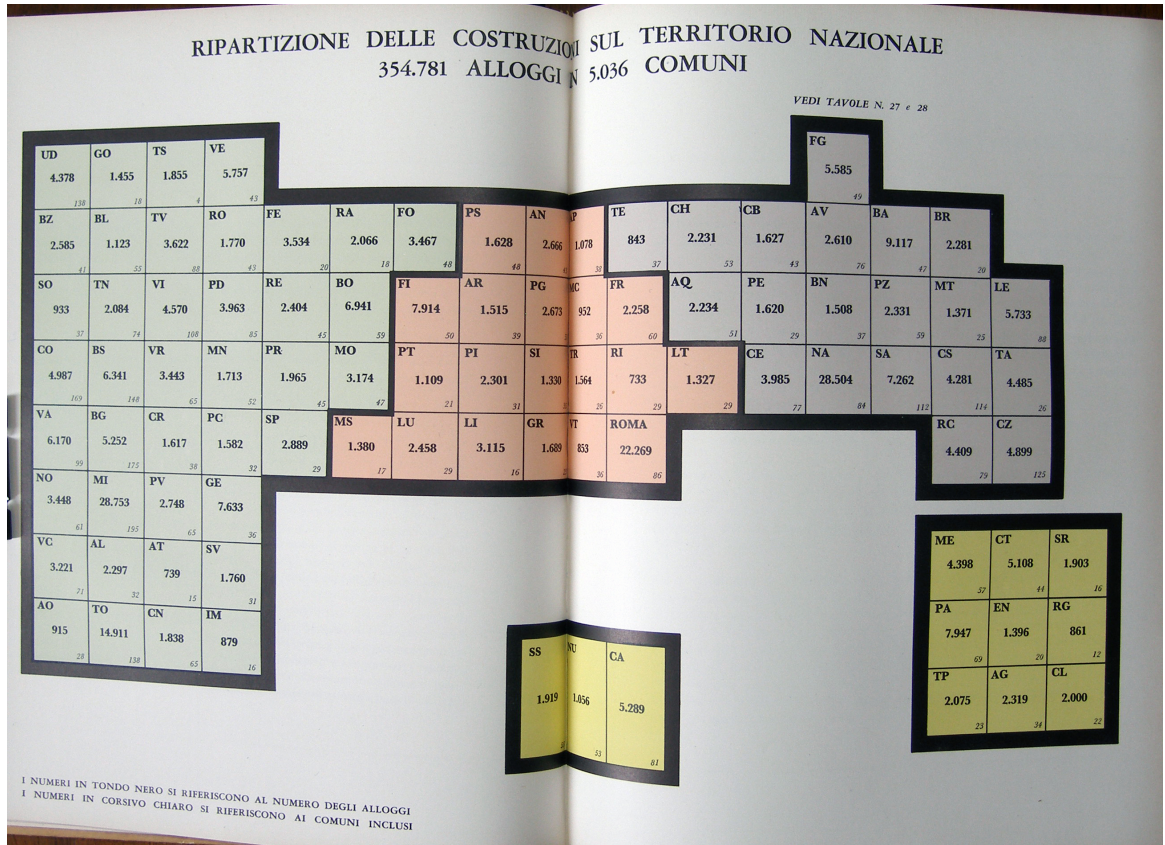 RIPARTIZIONE DELLE COSTRUZIONI SUL TERRITORIO NAZIONALE
354.781 ALLOGGI IN 5.036 COMUNI
VEDI TAVOLE N. 27 e 28
FG
5.585
49
UD GO TS VE
4.378 1.455 1.855 5.757
138 18 4 43
BZ BL TV RO FE RA FO PS AN AP TE CH CB AV BA BR
2.585 1.123 3.622 1.770 3.534 2.066 3.467 1.628 2.666 1.078 843 2.231 1.627 2.610 9.117 2.281
41 55 88 43 20 18 48 48 38 37 53 43 76 47 20
SO TN VI PD RE BO FI AR PG MC FR AQ PE BN PZ MT LE
933 2.084 4.570 3.963 2.404 6.941 7.914 1.515 2.673 952 2.258 2.234 1.620 1.508 2.331 1.371 5.733
37 74 108 85 45 59 50 39 36 60 51 29 37 59 25 88
CO BS VR MN PR MO PT PI SI TR RI LT CE NA SA CS TA
4.987 6.341 3.443 1.713 1.965 3.174 1.109 2.301 1.330 1.564 733 1.327 3.985 28.504 7.262 4.281 4.485
169 148 65 52 45 47 21 31 26 29 29 77 84 112 114 26
VA BG CR PC SP MS LU LI GR VT ROMA RC CZ
6.170 5.252 1.617 1.582 2.889 1.380 2.458 3.115 1.689 853 22.269 4.409 4.899
99 175 38 32 29 17 29 16 36 86 79 125
NO MI PV GE
3.448 28.753 2.748 7.633
61 195 65 36
VC AL AT SV
3.221 2.297 739 1.760
71 32 15 31
AO TO CN IM
915 14.911 1.838 879
28 138 65 16
SS NU CA
1.919 1.056 5.289
53 81
ME CT SR
4.398 5.108 1.903
57 44 16
PA EN RG
7.947 1.396 861
69 20 12
TP AG CL
2.075 2.319 2.000
23 34 22
I NUMERI IN TONDO NERO SI RIFERISCONO AL NUMERO DEGLI ALLOGGI
I NUMERI IN CORSIVO CHIARO SI RIFERISCONO AI COMUNI INCLUSI